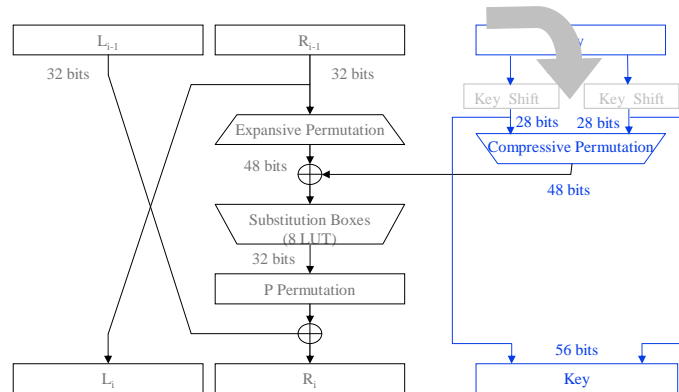 L i-1
R i-1
y
32 bits
32 bits
Key Shift
Key Shift
28 bits
28 bits
Expansive Permutation
Compressive Permutation
48 bits
48 bits
Substitution Boxes
(8 LUT)
32 bits
P Permutation
56 bits
L i
R i
Key